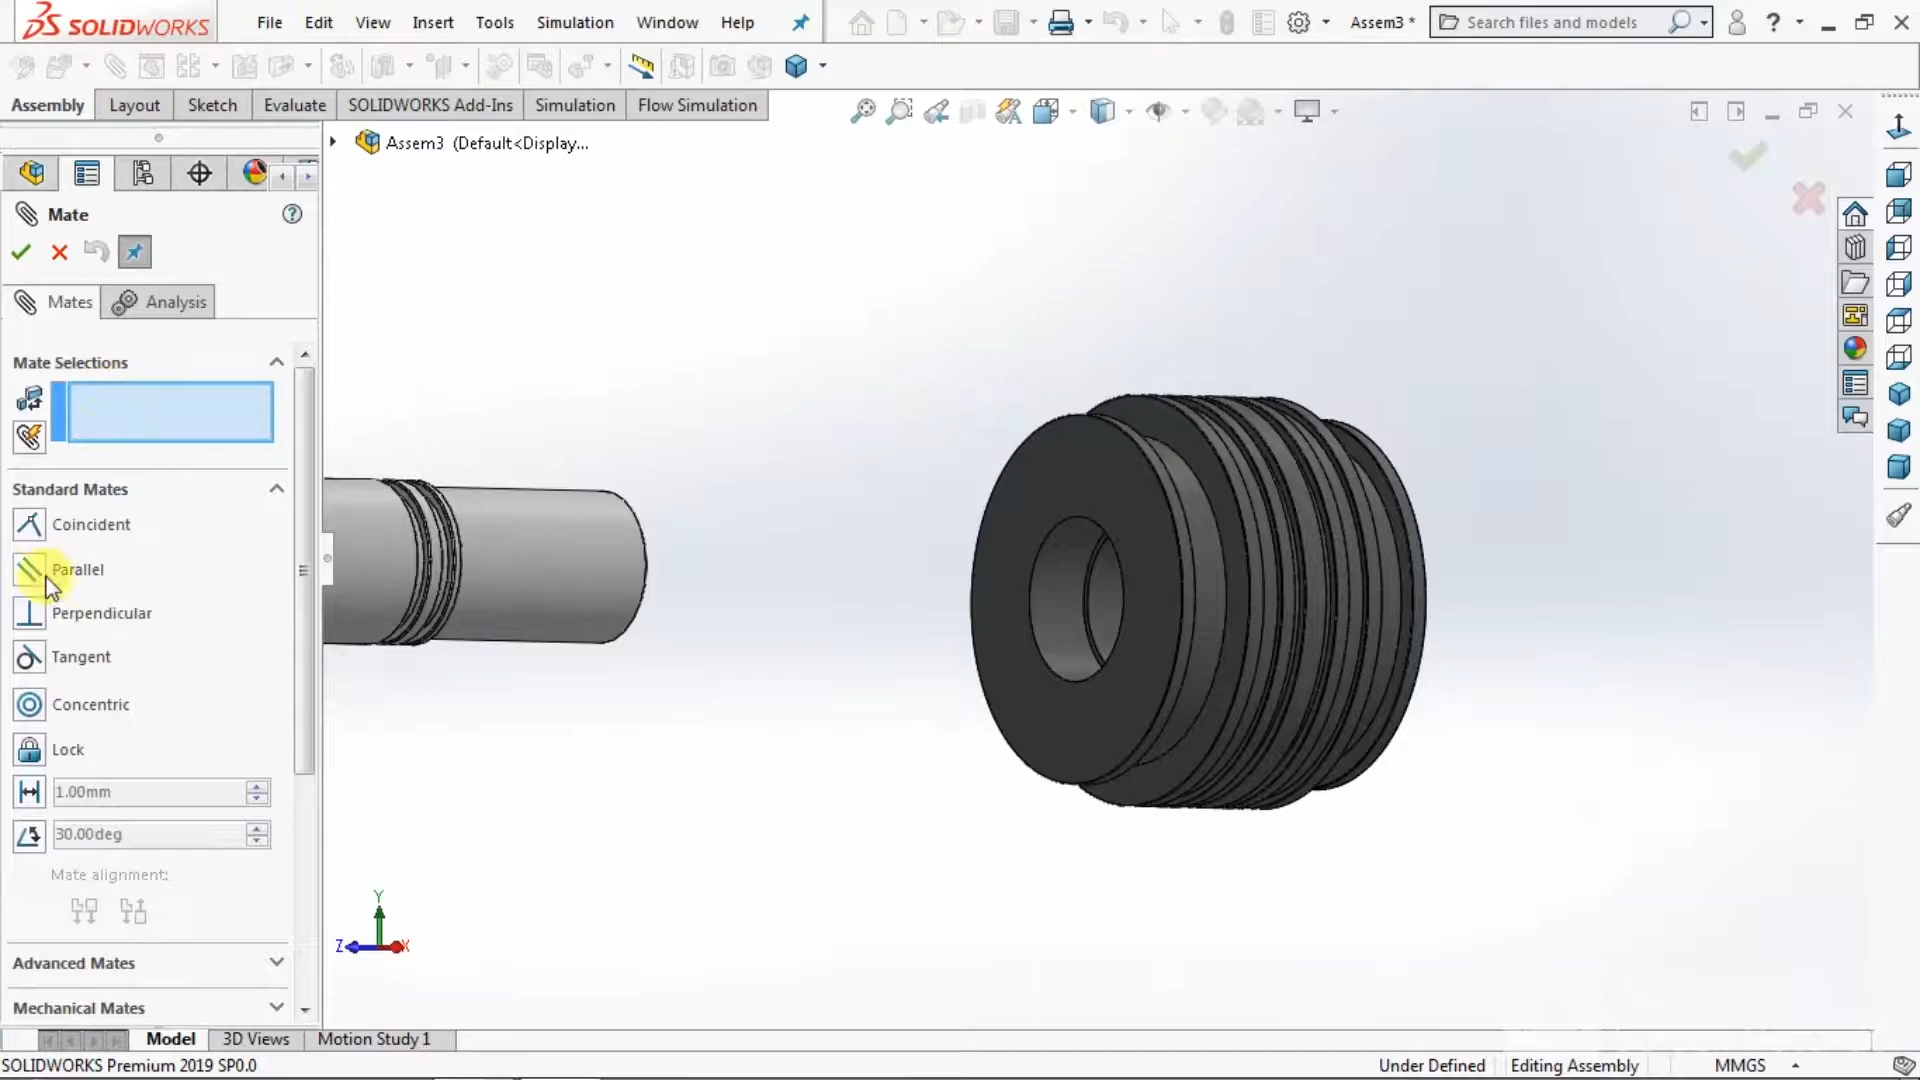 SOLIDWORKS
File Edit View Insert Tools Simulation Window Help
Assem3 *
Search files and models
?
Assembly Layout Sketch Evaluate SOLIDWORKS Add-Ins Simulation Flow Simulation
Assem3 (Default<Display...
Mate
?
Mates Analysis
Mate Selections
Standard Mates
Coincident
Parallel
Perpendicular
Tangent
Concentric
Lock
1.00mm
30.00deg
Mate alignment:
Y
Z X
Advanced Mates
Mechanical Mates
Model 3D Views Motion Study 1
SOLIDWORKS Premium 2019 SP0.0
Under Defined Editing Assembly MMGS